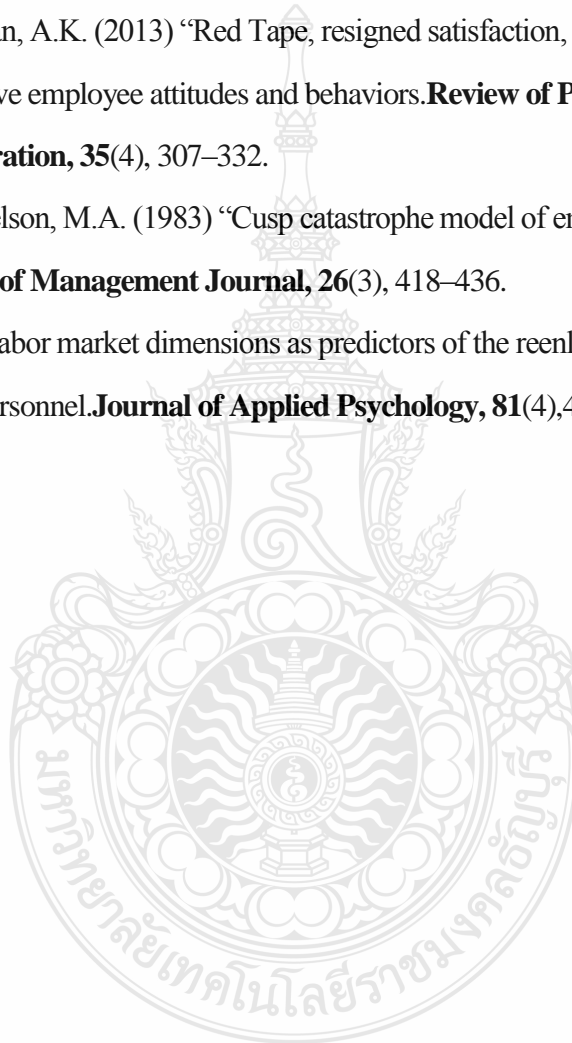 an, A.K. (2013) “Red Tape, resigned satisfaction,
ve employee attitudes and behaviors.Review of P
ration, 35(4), 307–332.
elson, M.A. (1983) “Cusp catastrophe model of e
of Management Journal, 26(3), 418–436.
abor market dimensions as predictors of the reenl
ersonnel.Journal of Applied Psychology, 81(4),4
มหาวิทยาลัยเทคโนโลยีราชมงคลธัญบุรี